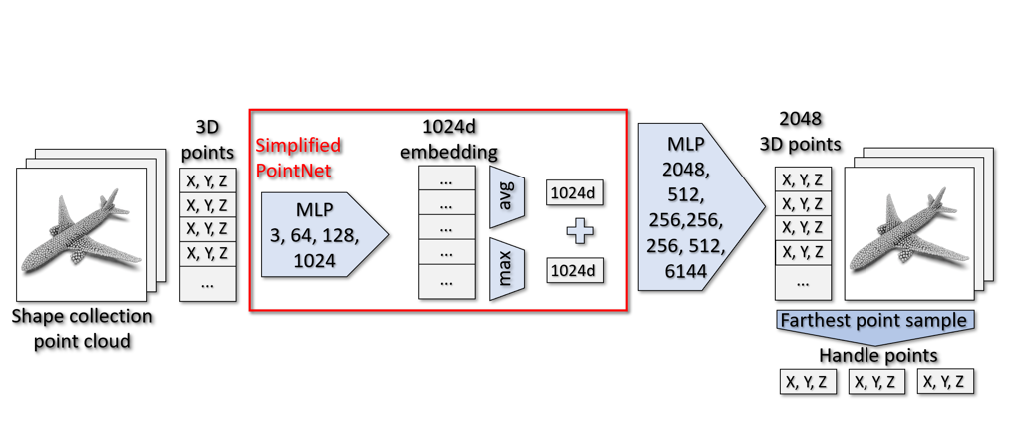 Shape collection
point cloud
3D
points
X, Y, Z
X, Y, Z
X, Y, Z
X, Y, Z
...
Simplified
PointNet
MLP
3, 64, 128,
1024
1024d
embedding
...
...
...
...
...
avg
max
1024d
1024d
MLP
2048,
512,
256,256,
256, 512,
6144
2048
3D points
X, Y, Z
X, Y, Z
X, Y, Z
X, Y, Z
...
Farthest point sample
Handle points
X, Y, Z
X, Y, Z
X, Y, Z